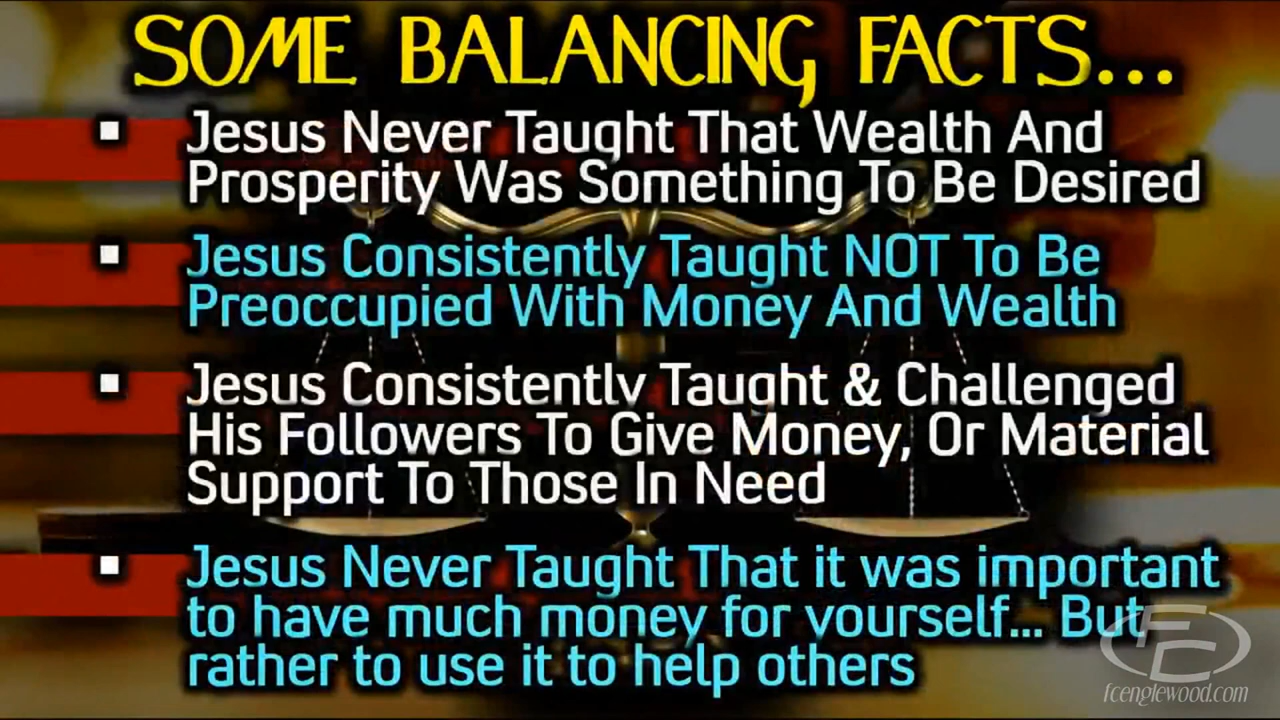 SOME BALANCING FACTS...
▪ Jesus Never Taught That Wealth And
Prosperity Was Something To Be Desired
▪ Jesus Consistently Taught NOT To Be
Preoccupied With Money And Wealth
▪ Jesus Consistently Taught & Challenged
His Followers To Give Money, Or Material
Support To Those In Need
▪ Jesus Never Taught That it was important
to have much money for yourself... But
rather to use it to help others
FC
fcenglewood.com